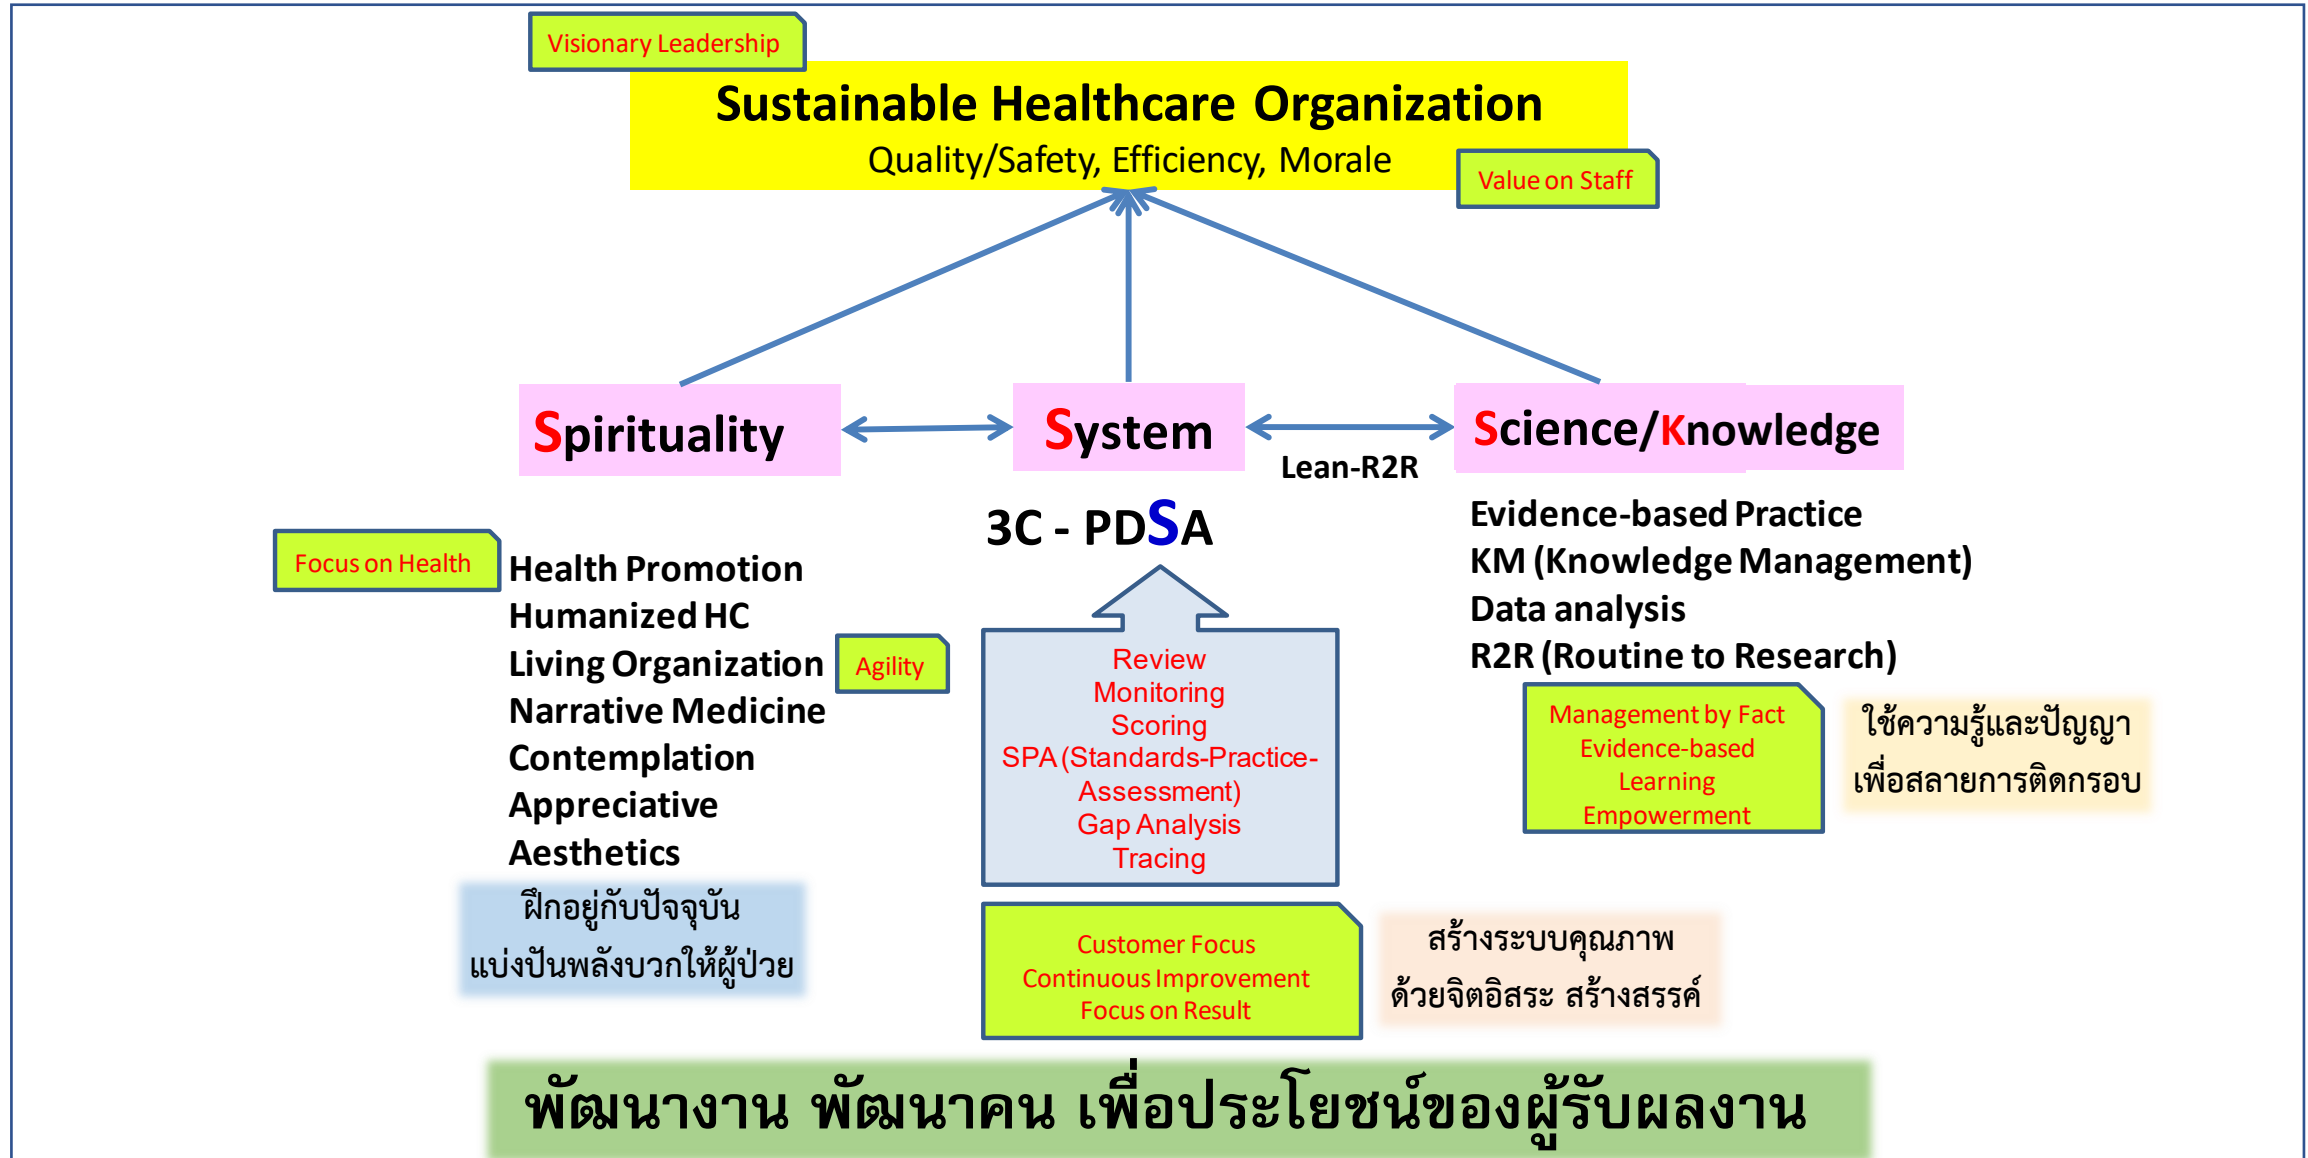 Visionary Leadership
Sustainable Healthcare Organization
Quality/Safety, Efficiency, Morale
Value on Staff
Spirituality
System
Science/Knowledge
Lean-R2R
3C - PDSA
Focus on Health
Health Promotion
Humanized HC
Living Organization
Narrative Medicine
Contemplation
Appreciative
Aesthetics
Agility
ฝึกอยู่กับปัจจุบัน
แบ่งปันพลังบวกให้ผู้ป่วย
Review
Monitoring
Scoring
SPA (Standards-Practice-
Assessment)
Gap Analysis
Tracing
Customer Focus
Continuous Improvement
Focus on Result
สร้างระบบคุณภาพ
ด้วยจิตอิสระ สร้างสรรค์
Evidence-based Practice
KM (Knowledge Management)
Data analysis
R2R (Routine to Research)
Management by Fact
Evidence-based
Learning
Empowerment
ใช้ความรู้และปัญญา
เพื่อสลายการติดกรอบ
พัฒนางาน พัฒนาคน เพื่อประโยชน์ของผู้รับผลงาน